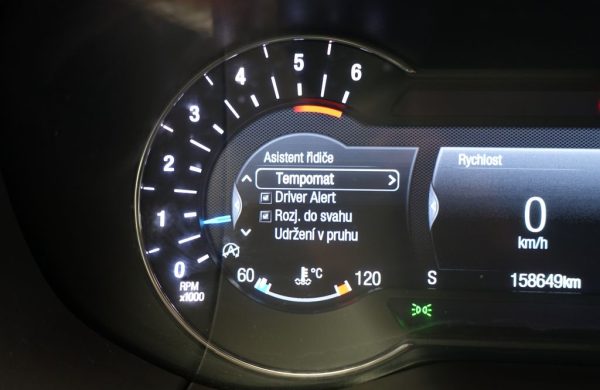 6
5
4
3
2
1
0
RPM
x1000
Asistent řidiče
Tempomat
Driver Alert
Rozj. do svahu
Udržení v pruhu
60 °C 120
Rychlost
0
km/h
S 158649km